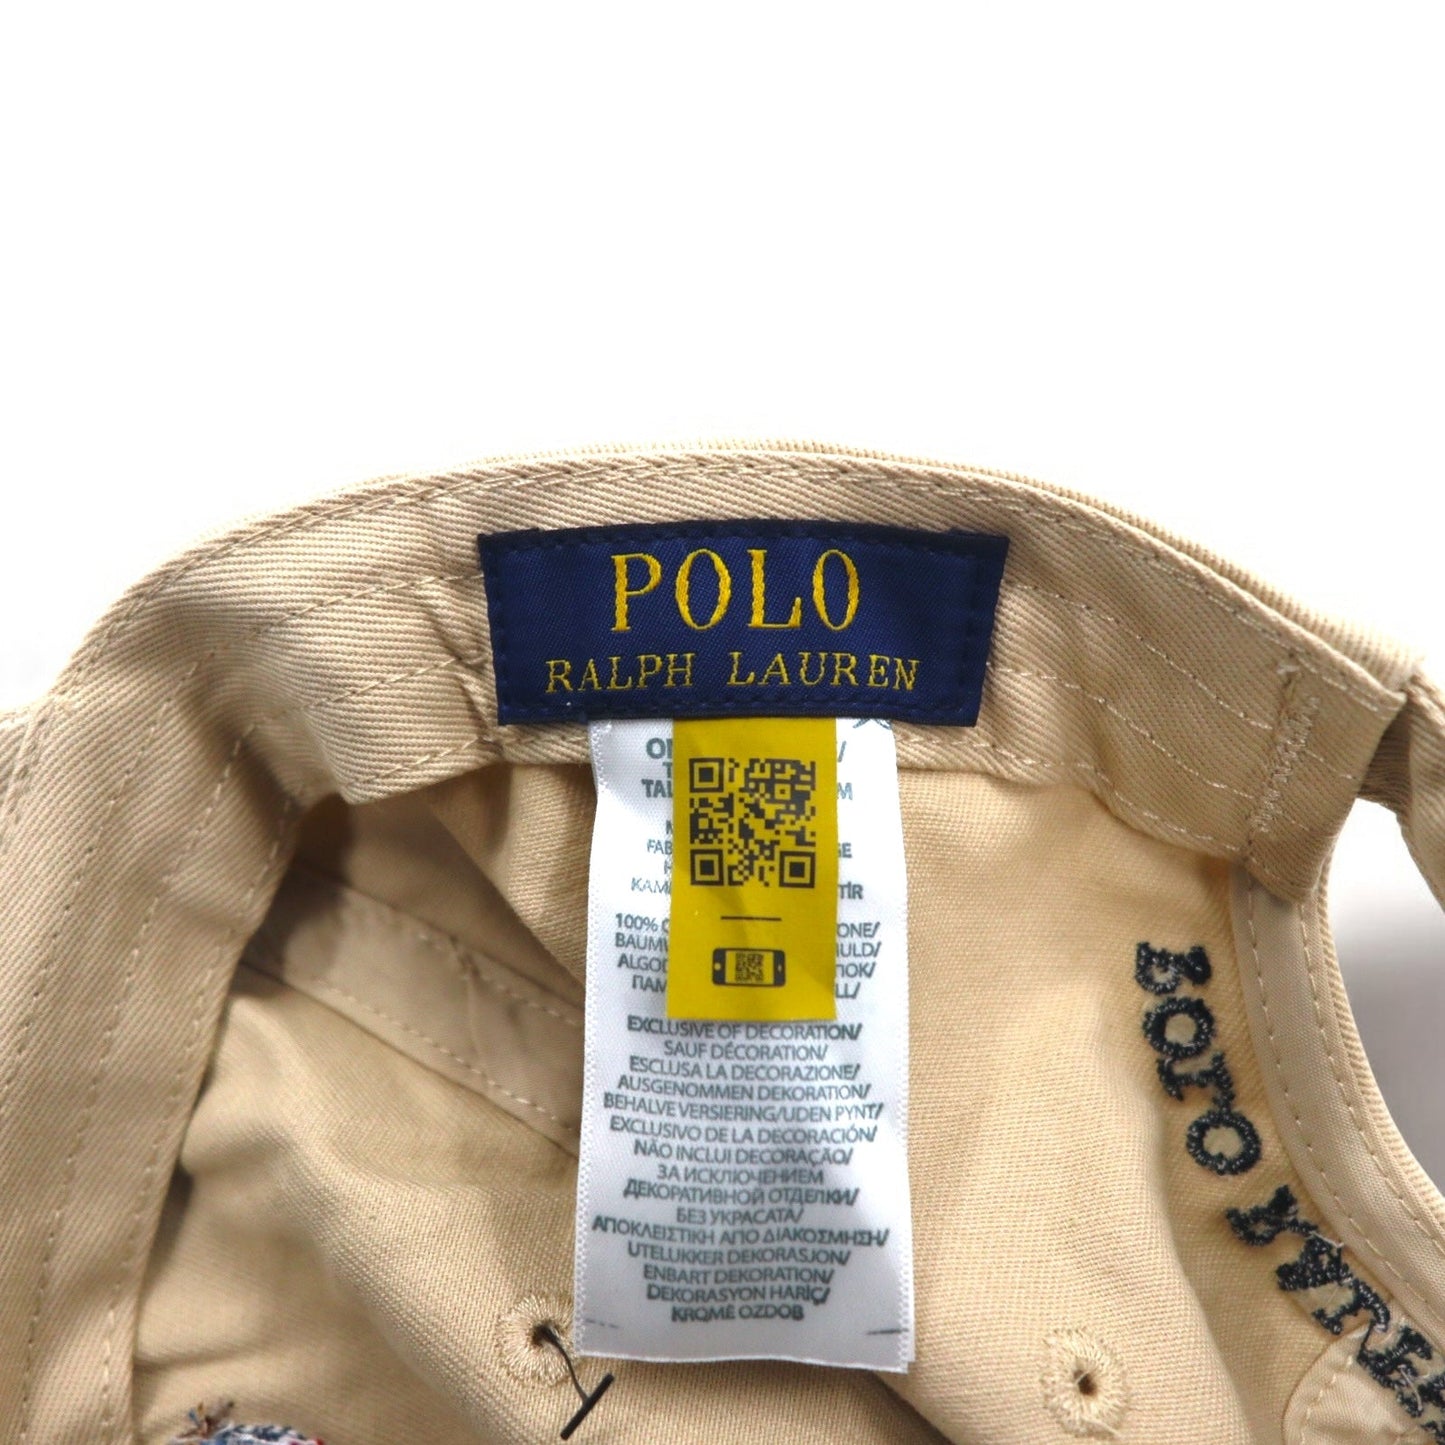 POLO
RALPH LAUREN
100%
EXCLUSIVE OF DECORATION/
SAUF DÉCORATION/
ESCLUSA LA DECORAZIONE/
AUSGENOMMEN DEKORATION/
BEHALVE VERSIERING/UDEN PYNT/
EXCLUSIVO DE LA DECORACIÓN/
NÃO INCLUI DECORAÇÃO/
ЗА ИСКЛЮЧЕНИЕМ
ДЕКОРАТИВНОЙ ОТДЕЛКИ/
БЕЗ УКРАСАТА/
ΑΠΟΚΛΕΙΣΤΙΚΗ ΑΠΟ ΔΙΑΚΟΣΜΗΣΗ/
UTELUKKER DEKORASJON/
ENBART DEKORATION/
DEKORASYON HARİÇ/
KROMĚ OZDOB